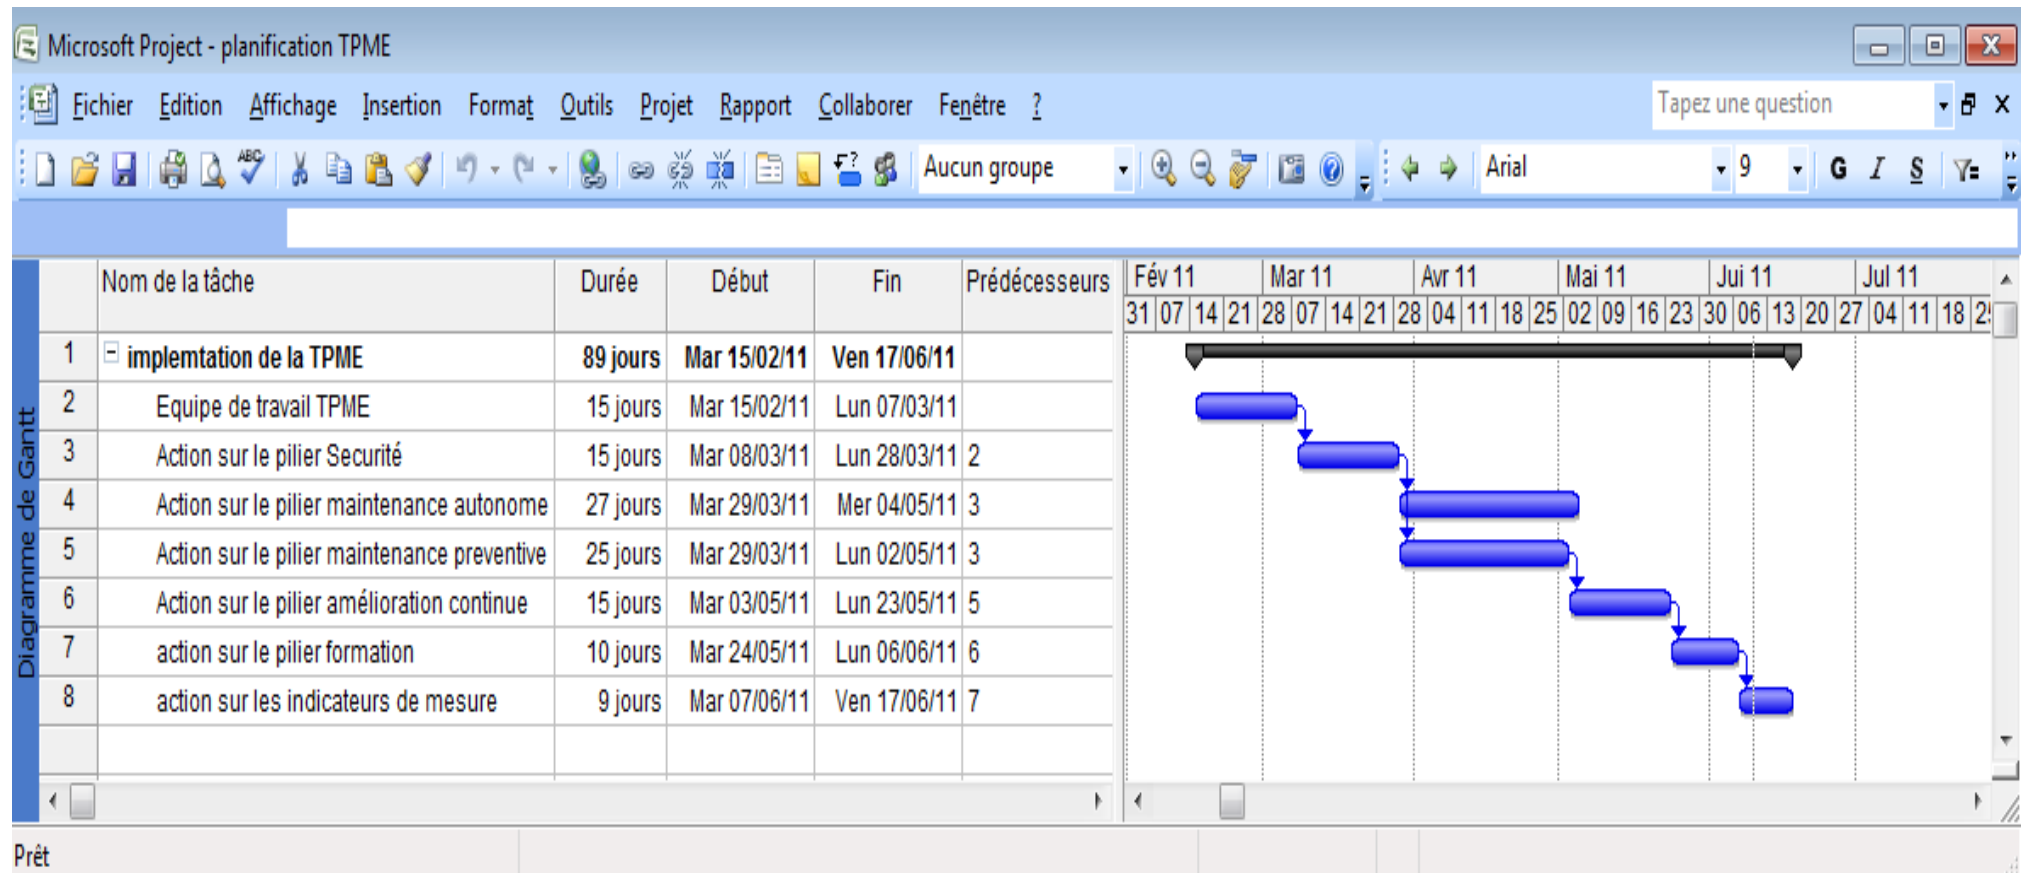 Microsoft Project - planification TPME
Fichier Edition Affichage Insertion Format Outils Projet Rapport Collaborer Fenêtre ? Tapez une question
ABC Aucun groupe Arial 9 G I S
Nom de la tâche Durée Début Fin Prédécesseurs Fév 11 Mar 11 Avr 11 Mai 11 Jui 11 Jul 11
31 07 14 21 28 07 14 21 28 04 11 18 25 02 09 16 23 30 06 13 20 27 04 11 18
1 implemtation de la TPME 89 jours Mar 15/02/11 Ven 17/06/11
2 Equipe de travail TPME 15 jours Mar 15/02/11 Lun 07/03/11
3 Action sur le pilier Securité 15 jours Mar 08/03/11 Lun 28/03/11 2
4 Action sur le pilier maintenance autonome 27 jours Mar 29/03/11 Mer 04/05/11 3
5 Action sur le pilier maintenance preventive 25 jours Mar 29/03/11 Lun 02/05/11 3
6 Action sur le pilier amélioration continue 15 jours Mar 03/05/11 Lun 23/05/11 5
7 action sur le pilier formation 10 jours Mar 24/05/11 Lun 06/06/11 6
8 action sur les indicateurs de mesure 9 jours Mar 07/06/11 Ven 17/06/11 7
Diagramme de Gantt
Prêt